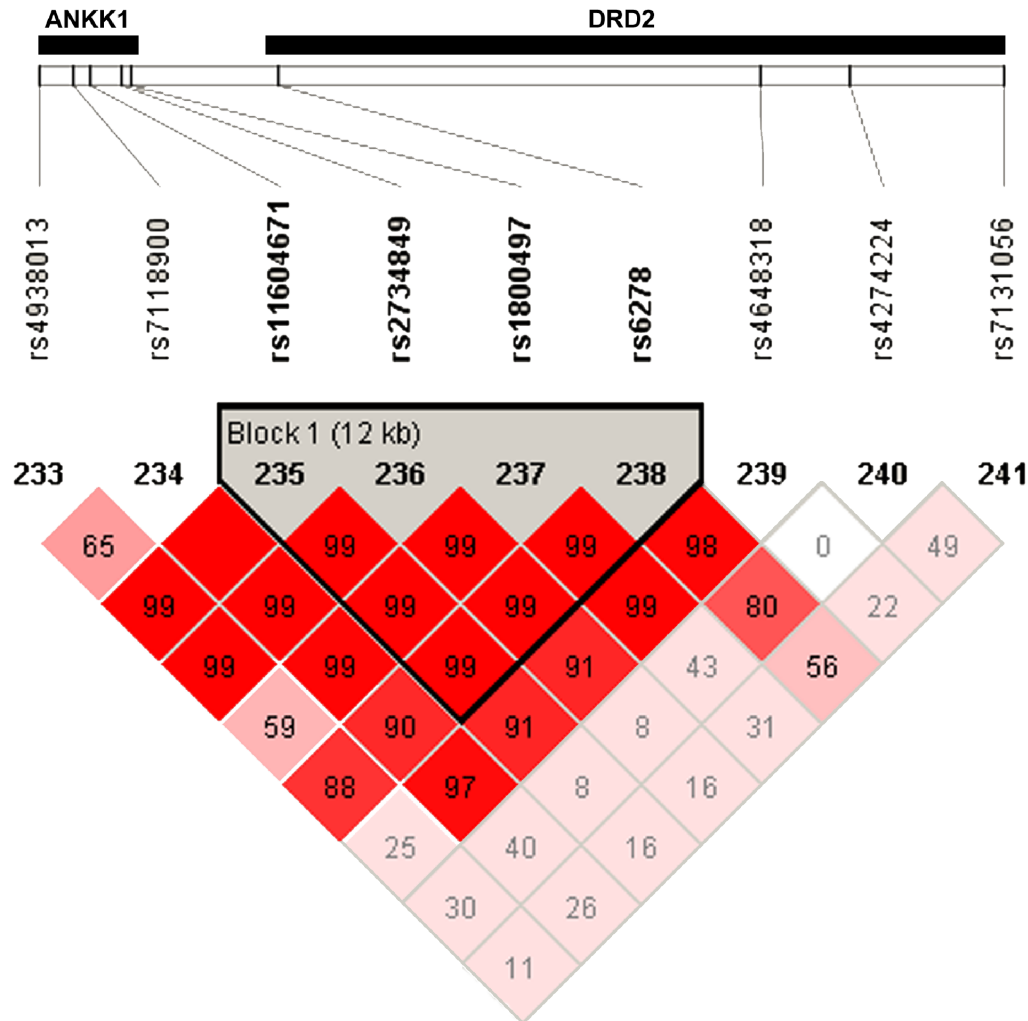 ANKK1 DRD2
rs4938013 rs7118900 rs11604671 rs2734849 rs1800497 rs6278 rs4648318 rs4274224 rs7131056
Block 1 (12 kb)
233 234 235 236 237 238 239 240 241
65 99 99 99 98 0 49
99 99 99 99 99 80 22
99 99 99 91 43 56
59 90 91 8 31
88 97 8 16
25 40 16
30 26
11